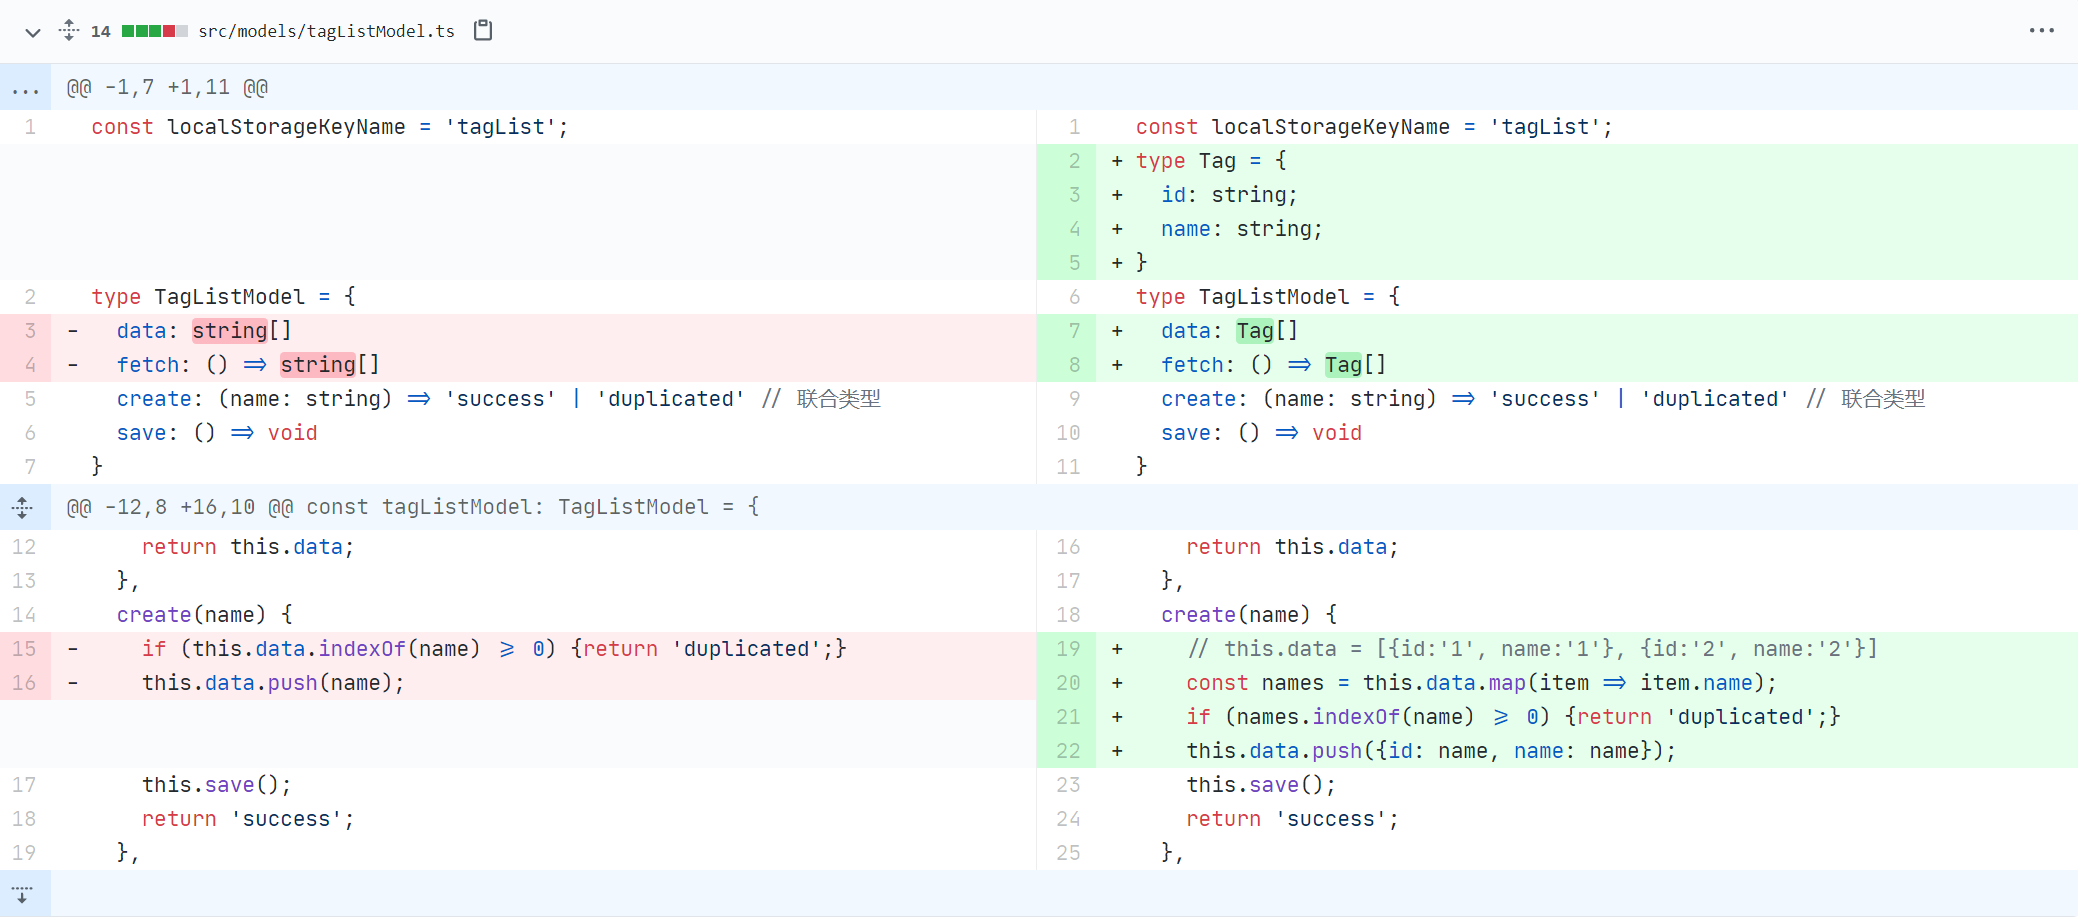 14 src/models/tagListModel.ts
@@ -1,7 +1,11 @@
1 const localStorageKeyName = 'tagList';
2 type TagListModel = {
3 - data: string[]
4 - fetch: () => string[]
5 create: (name: string) => 'success' | 'duplicated' // 联合类型
6 save: () => void
7 }
1 const localStorageKeyName = 'tagList';
2 + type Tag = {
3 + id: string;
4 + name: string;
5 + }
6 type TagListModel = {
7 + data: Tag[]
8 + fetch: () => Tag[]
9 create: (name: string) => 'success' | 'duplicated' // 联合类型
10 save: () => void
11 }
@@ -12,8 +16,10 @@ const tagListModel: TagListModel = {
12 return this.data;
13 },
14 create(name) {
15 - if (this.data.indexOf(name) >= 0) {return 'duplicated';}
16 - this.data.push(name);
17 this.save();
18 return 'success';
19 },
16 return this.data;
17 },
18 create(name) {
19 + // this.data = [{id:'1', name:'1'}, {id:'2', name:'2'}]
20 + const names = this.data.map(item => item.name);
21 + if (names.indexOf(name) >= 0) {return 'duplicated';}
22 + this.data.push({id: name, name: name});
23 this.save();
24 return 'success';
25 },